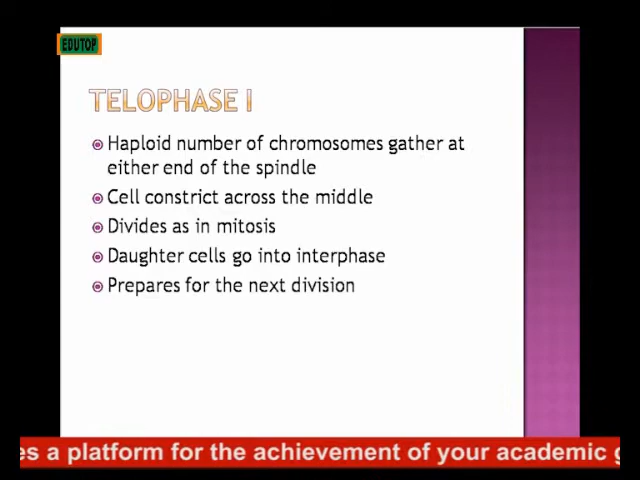 EDUTOP
TELOPHASE I
Haploid number of chromosomes gather at
either end of the spindle
Cell constrict across the middle
Divides as in mitosis
Daughter cells go into interphase
Prepares for the next division
a platform for the achievement of your academic